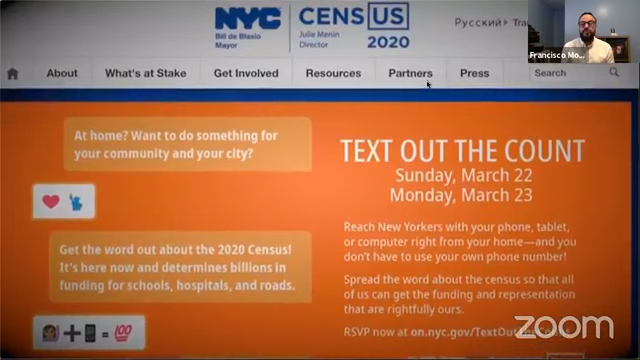 NYC
Bill de Blasio
Mayor
CENSUS
Julie Menin
Director
2020
Русский
Francisco Mo...
About
What's at Stake
Get Involved
Resources
Partners
Press
Search
At home? Want to do something for
your community and your city?
Get the word out about the 2020 Census!
It's here now and determines billions in
funding for schools, hospitals, and roads.
100
TEXT OUT THE COUNT
Sunday, March 22
Monday, March 23
Reach New Yorkers with your phone, tablet,
or computer right from your home—and you
don't have to use your own phone number!
Spread the word about the census so that all
of us can get the funding and representation
that are rightfully ours.
RSVP now at on.nyc.gov/TextOutTheCount
zoom